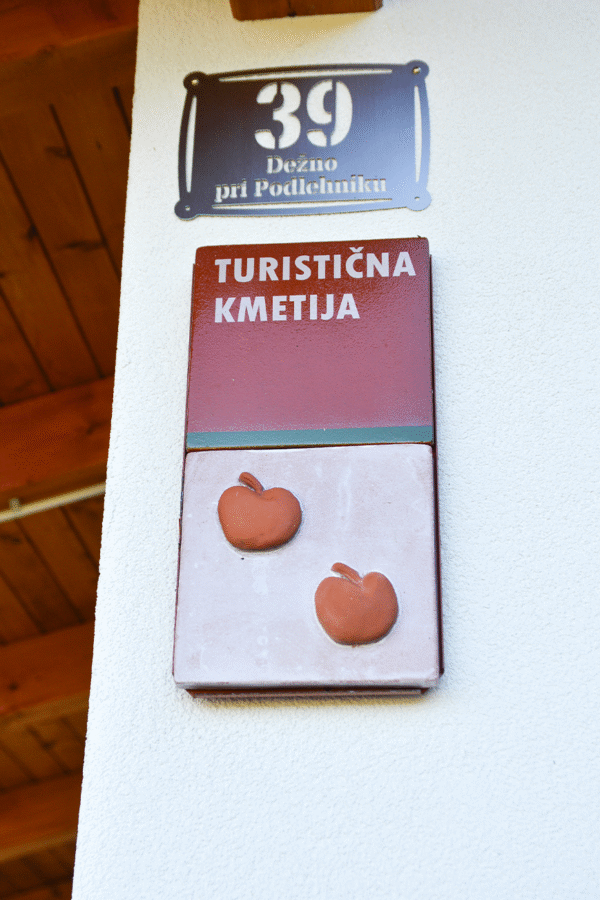 39
Dežno
pri Podlehniku
TURISTIČNA
KMETIJA